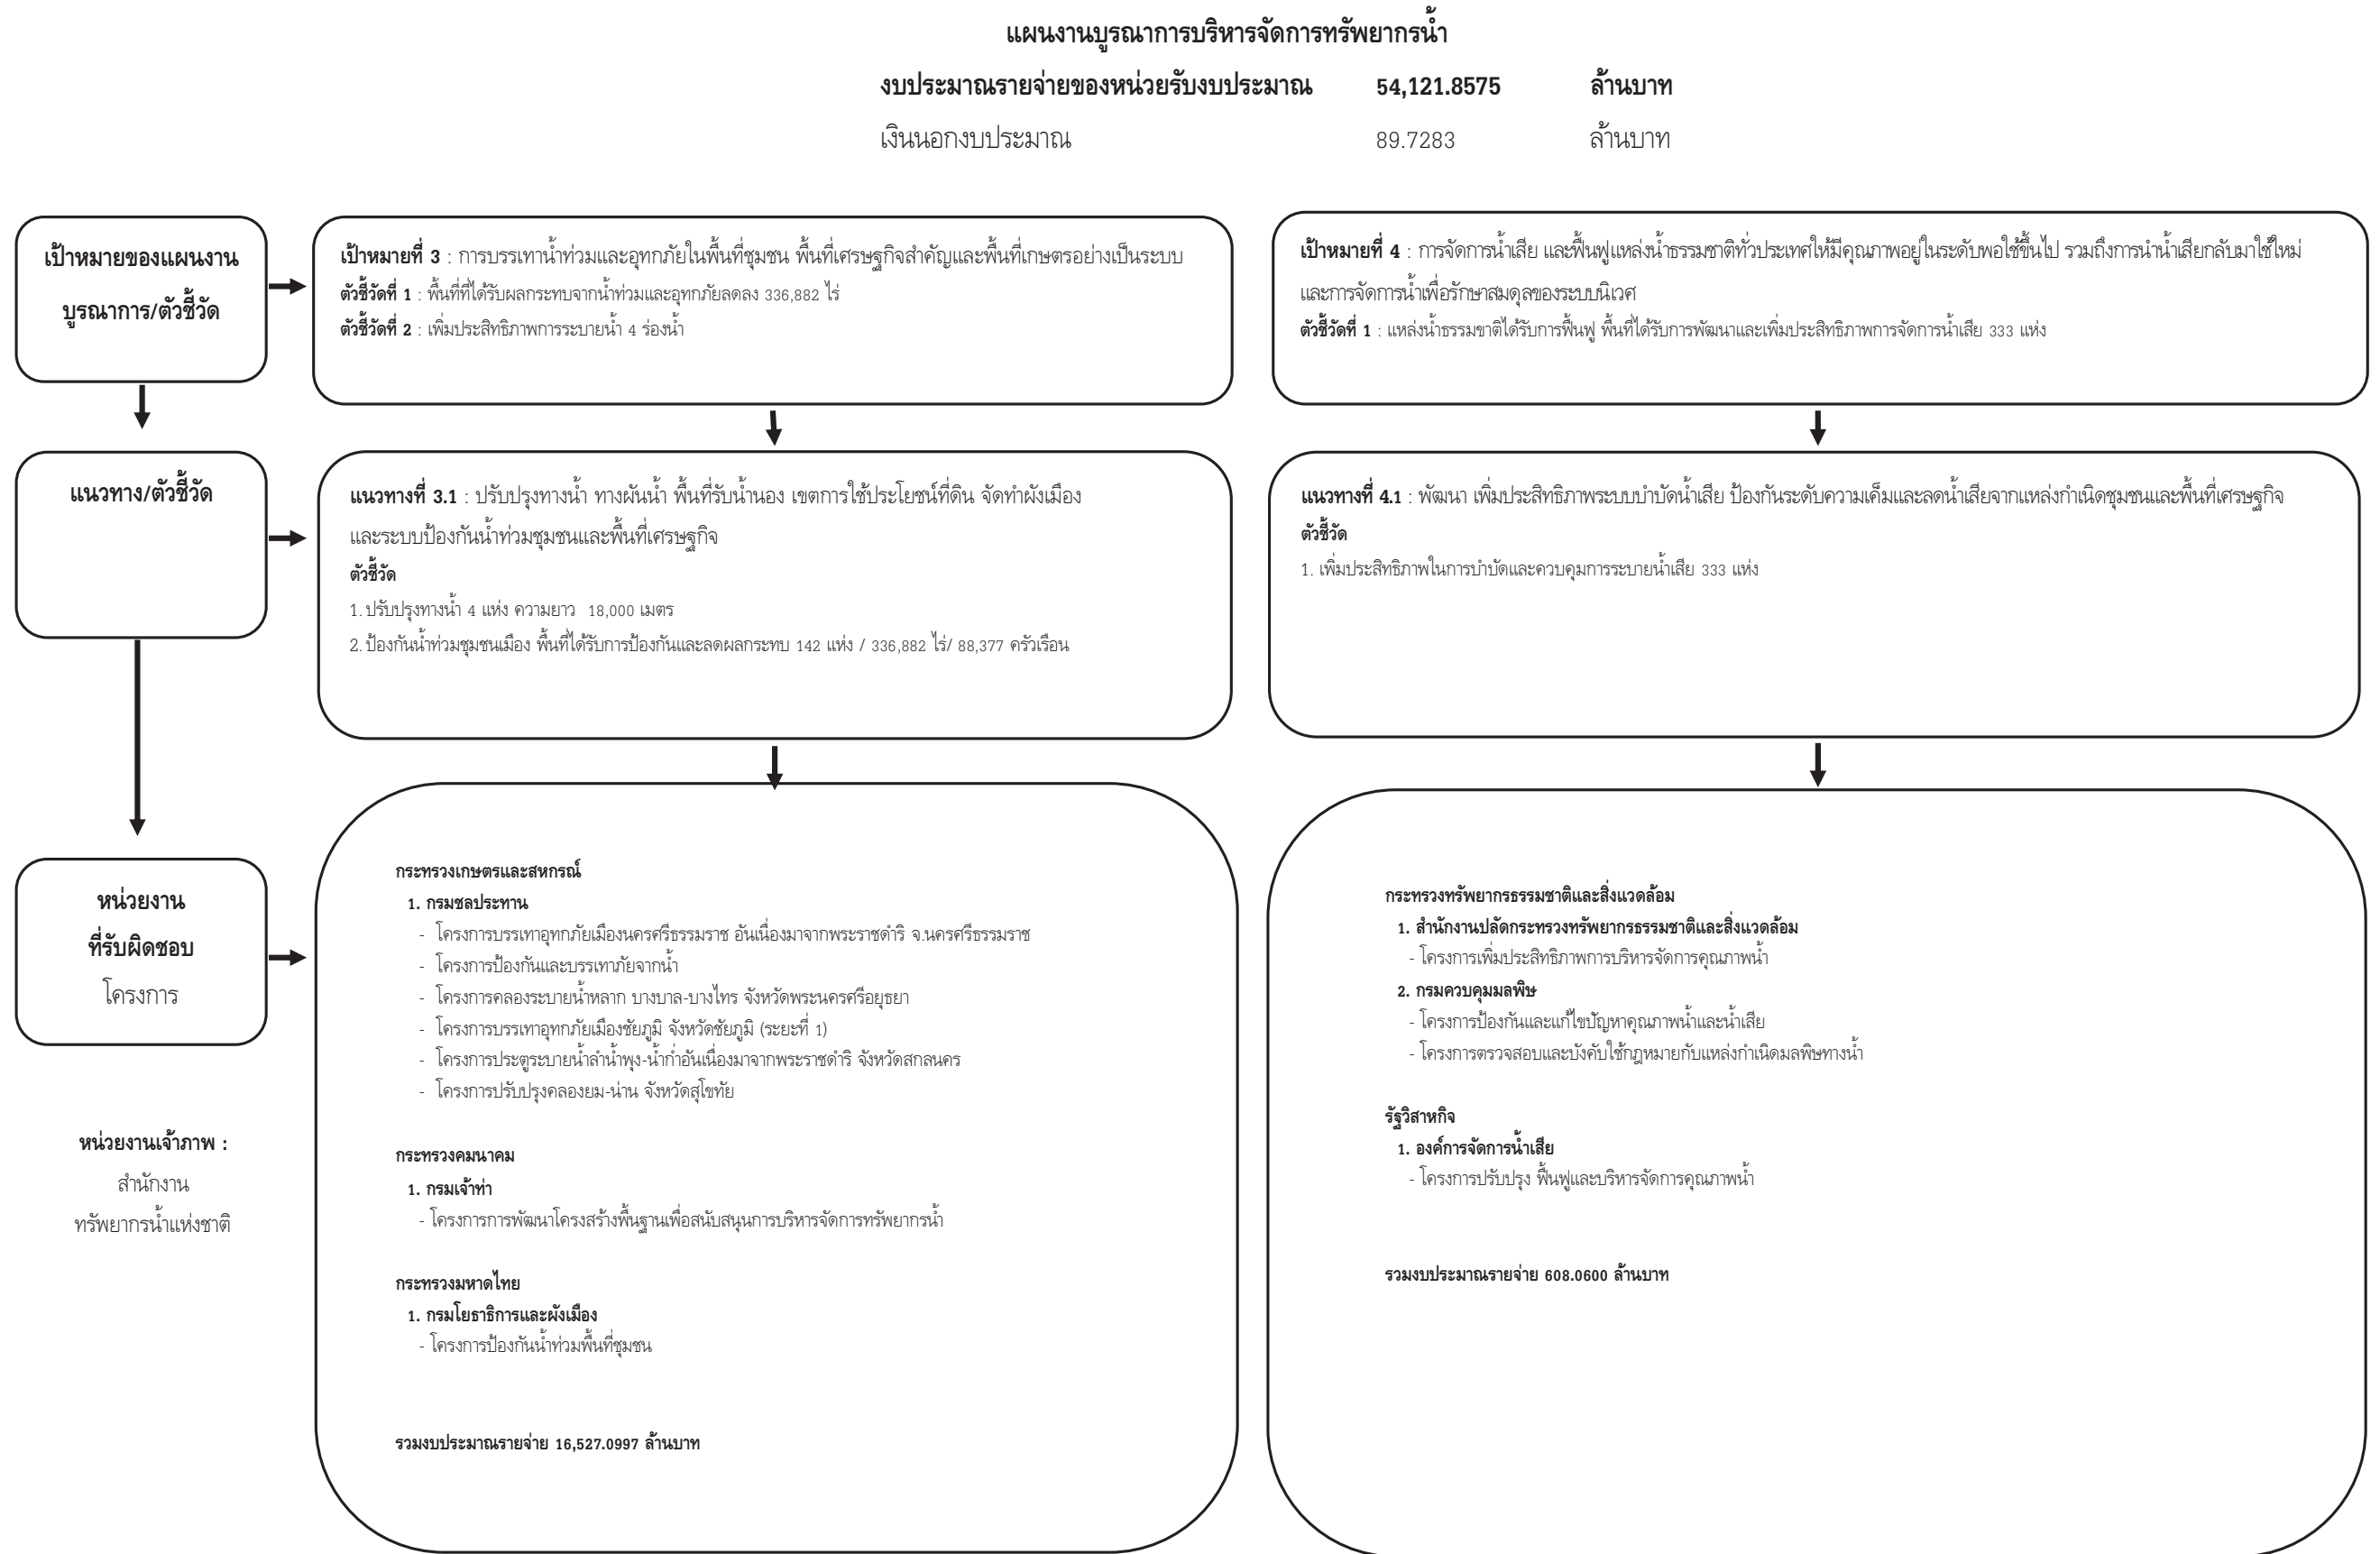 แผนงานบูรณาการบริหารจัดการทรัพยากรน้ำ
งบประมาณรายจ่ายของหน่วยรับงบประมาณ 54,121.8575 ล้านบาท
เงินนอกงบประมาณ 89.7283 ล้านบาท
เป้าหมายของแผนงาน
บูรณาการ/ตัวชี้วัด
เป้าหมายที่ 3 : การบรรเทาน้ำท่วมและอุทกภัยในพื้นที่ชุมชน พื้นที่เศรษฐกิจสำคัญและพื้นที่เกษตรอย่างเป็นระบบ
ตัวชี้วัดที่ 1 : พื้นที่ที่ได้รับผลกระทบจากน้ำท่วมและอุทกภัยลดลง 336,882 ไร่
ตัวชี้วัดที่ 2 : เพิ่มประสิทธิภาพการระบายน้ำ 4 ร่องน้ำ
เป้าหมายที่ 4 : การจัดการน้ำเสีย และฟื้นฟูแหล่งน้ำธรรมชาติทั่วประเทศให้มีคุณภาพอยู่ในระดับพอใช้ขึ้นไป รวมถึงการนำน้ำเสียกลับมาใช้ใหม่
และการจัดการน้ำเพื่อรักษาสมดุลของระบบนิเวศ
ตัวชี้วัดที่ 1 : แหล่งน้ำธรรมชาติได้รับการฟื้นฟู พื้นที่ได้รับการพัฒนาและเพิ่มประสิทธิภาพการจัดการน้ำเสีย 333 แห่ง
แนวทาง/ตัวชี้วัด
แนวทางที่ 3.1 : ปรับปรุงทางน้ำ ทางผันน้ำ พื้นที่รับน้ำนอง เขตการใช้ประโยชน์ที่ดิน จัดทำผังเมือง
และระบบป้องกันน้ำท่วมชุมชนและพื้นที่เศรษฐกิจ
ตัวชี้วัด
1. ปรับปรุงทางน้ำ 4 แห่ง ความยาว 18,000 เมตร
2. ป้องกันน้ำท่วมชุมชนเมือง พื้นที่ได้รับการป้องกันและลดผลกระทบ 142 แห่ง / 336,882 ไร่/ 88,377 ครัวเรือน
แนวทางที่ 4.1 : พัฒนา เพิ่มประสิทธิภาพระบบบำบัดน้ำเสีย ป้องกันระดับความเค็มและลดน้ำเสียจากแหล่งกำเนิดชุมชนและพื้นที่เศรษฐกิจ
ตัวชี้วัด
1. เพิ่มประสิทธิภาพในการบำบัดและควบคุมการระบายน้ำเสีย 333 แห่ง
หน่วยงาน
ที่รับผิดชอบ
โครงการ
หน่วยงานเจ้าภาพ :
สำนักงาน
ทรัพยากรน้ำแห่งชาติ
กระทรวงเกษตรและสหกรณ์
1. กรมชลประทาน
- โครงการบรรเทาอุทกภัยเมืองนครศรีธรรมราช อันเนื่องมาจากพระราชดำริ จ.นครศรีธรรมราช
- โครงการป้องกันและบรรเทาภัยจากน้ำ
- โครงการคลองระบายน้ำหลาก บางบาล-บางไทร จังหวัดพระนครศรีอยุธยา
- โครงการบรรเทาอุทกภัยเมืองชัยภูมิ จังหวัดชัยภูมิ (ระยะที่ 1)
- โครงการประตูระบายน้ำลำน้ำพุง-น้ำก่ำอันเนื่องมาจากพระราชดำริ จังหวัดสกลนคร
- โครงการปรับปรุงคลองยม-น่าน จังหวัดสุโขทัย
กระทรวงคมนาคม
1. กรมเจ้าท่า
- โครงการการพัฒนาโครงสร้างพื้นฐานเพื่อสนับสนุนการบริหารจัดการทรัพยากรน้ำ
กระทรวงมหาดไทย
1. กรมโยธาธิการและผังเมือง
- โครงการป้องกันน้ำท่วมพื้นที่ชุมชน
รวมงบประมาณรายจ่าย 16,527.0997 ล้านบาท
กระทรวงทรัพยากรธรรมชาติและสิ่งแวดล้อม
1. สำนักงานปลัดกระทรวงทรัพยากรธรรมชาติและสิ่งแวดล้อม
- โครงการเพิ่มประสิทธิภาพการบริหารจัดการคุณภาพน้ำ
2. กรมควบคุมมลพิษ
- โครงการป้องกันและแก้ไขปัญหาคุณภาพน้ำและน้ำเสีย
- โครงการตรวจสอบและบังคับใช้กฎหมายกับแหล่งกำเนิดมลพิษทางน้ำ
รัฐวิสาหกิจ
1. องค์การจัดการน้ำเสีย
- โครงการปรับปรุง ฟื้นฟูและบริหารจัดการคุณภาพน้ำ
รวมงบประมาณรายจ่าย 608.0600 ล้านบาท